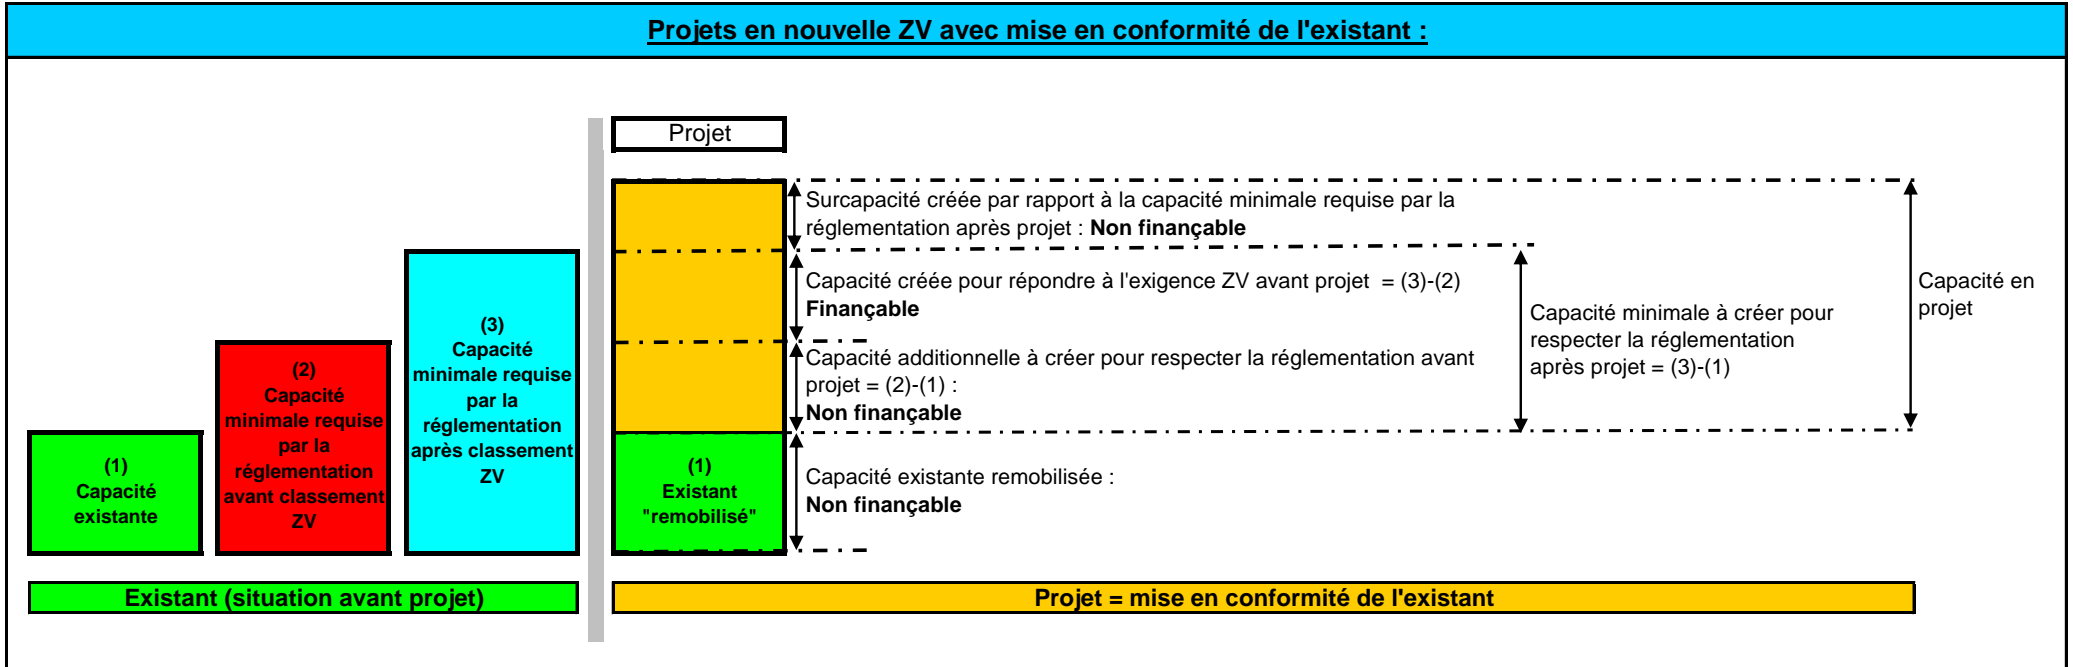 Projets en nouvelle ZV avec mise en conformité de l'existant :
Projet
Surcapacité créée par rapport à la capacité minimale requise par la
réglementation après projet : Non finançable
Capacité créée pour répondre à l'exigence ZV avant projet  = (3)-(2)
Finançable
Capacité additionnelle à créer pour respecter la réglementation avant
projet = (2)-(1) :
Non finançable
Capacité existante remobilisée :
Non finançable
Capacité minimale à créer pour
respecter la réglementation
après projet = (3)-(1)
Capacité en
projet
(1)
Capacité
existante
(2)
Capacité
minimale requise
par la
réglementation
avant classement
ZV
(3)
Capacité
minimale requise
par la
réglementation
après classement
ZV
(1)
Existant
"remobilisé"
Existant (situation avant projet)
Projet = mise en conformité de l'existant